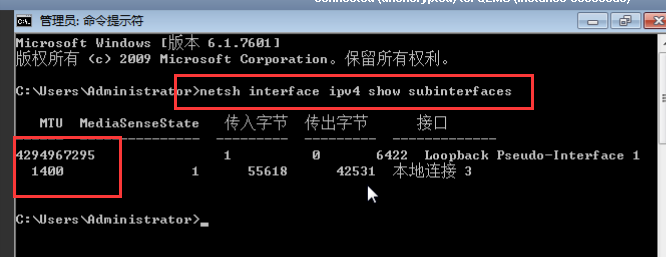 管理员: 命令提示符
Microsoft Windows [版本 6.1.7601]
版权所有 (c) 2009 Microsoft Corporation。保留所有权利。
C:\Users\Administrator>netsh interface ipv4 show subinterfaces
MTU MediaSenseState 传入字节 传出字节 接口
---------- --------------- --------- --------- -------------
4294967295 1 0 6422 Loopback Pseudo-Interface 1
1400 1 55618 42531 本地连接 3
C:\Users\Administrator>_